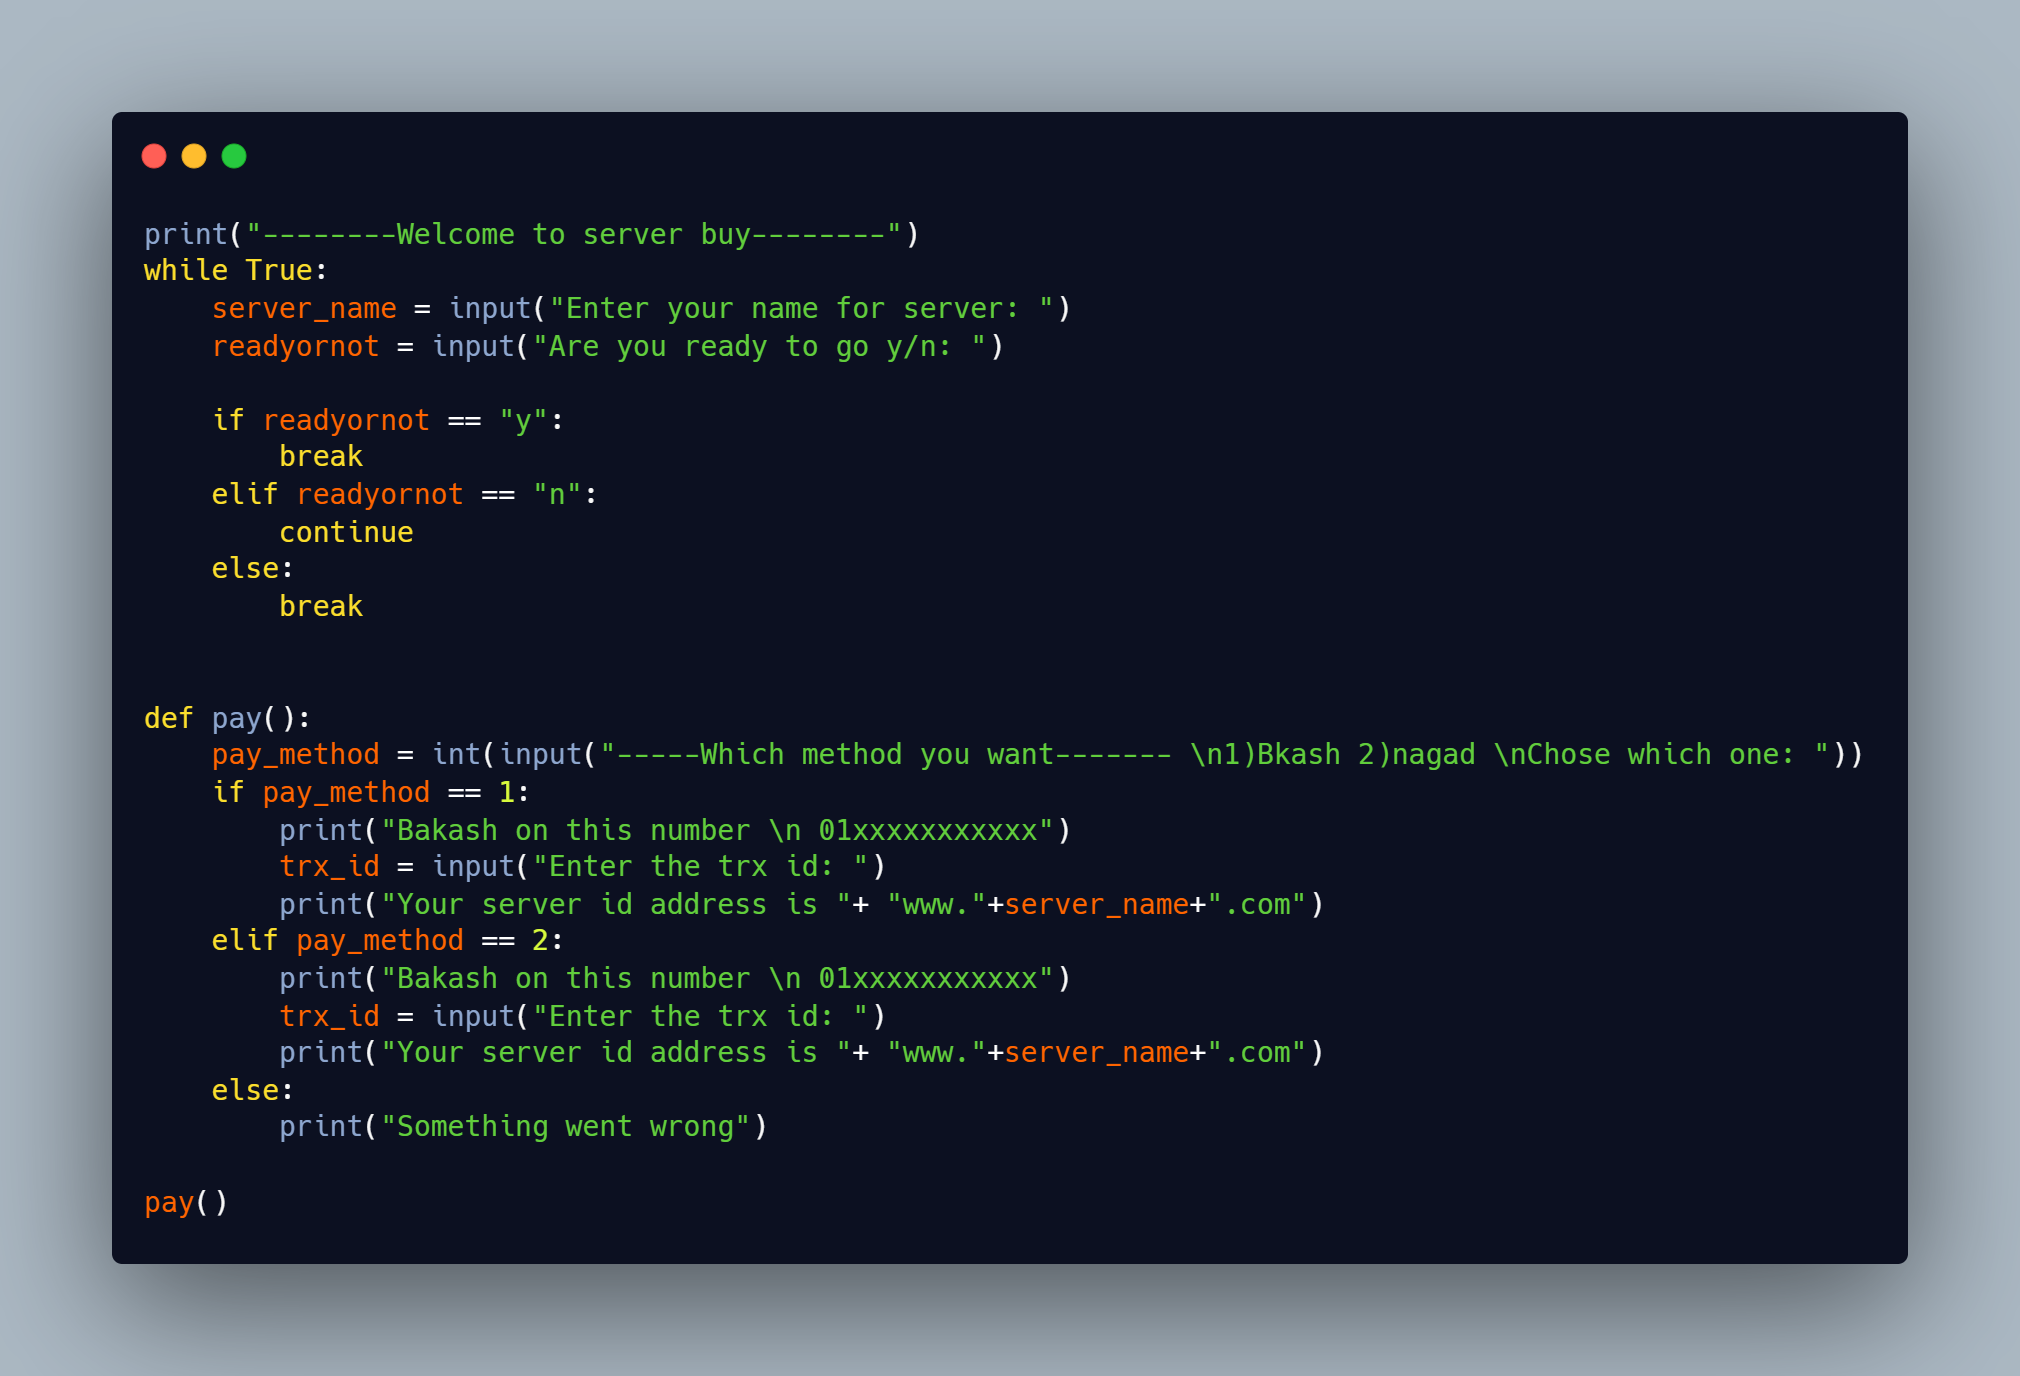 print("--------Welcome to server buy--------")
while True:
    server_name = input("Enter your name for server: ")
    readyornot = input("Are you ready to go y/n: ")

    if readyornot == "y":
        break
    elif readyornot == "n":
        continue
    else:
        break


def pay():
    pay_method = int(input("-----Which method you want------- \n1)Bkash 2)nagad \nChose which one: "))
    if pay_method == 1:
        print("Bakash on this number \n 01xxxxxxxxxxx")
        trx_id = input("Enter the trx id: ")
        print("Your server id address is "+ "www."+server_name+".com")
    elif pay_method == 2:
        print("Bakash on this number \n 01xxxxxxxxxxx")
        trx_id = input("Enter the trx id: ")
        print("Your server id address is "+ "www."+server_name+".com")
    else:
        print("Something went wrong")

pay()